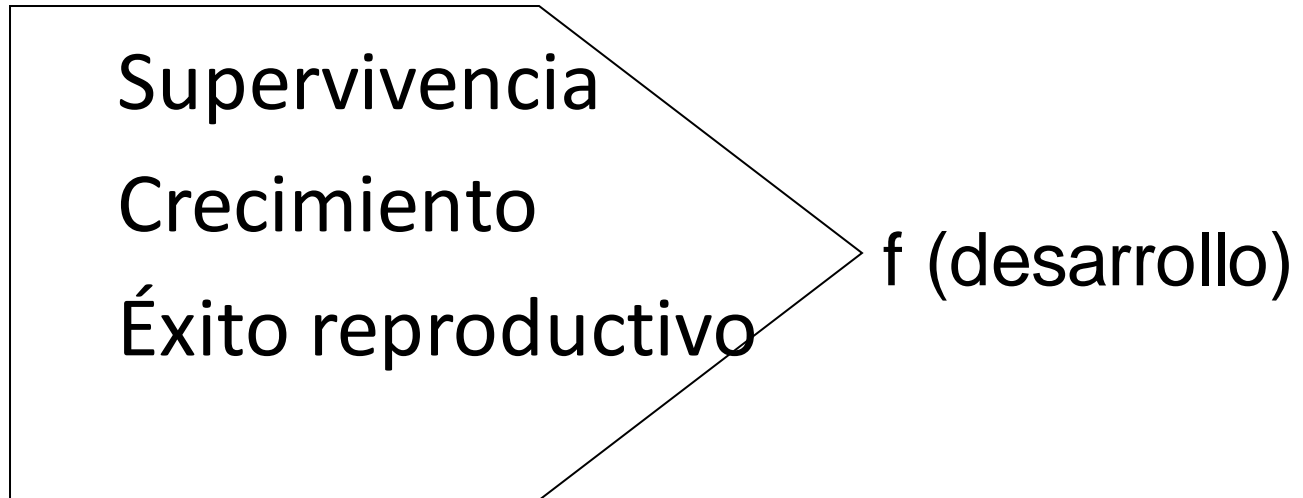 Supervivencia
Crecimiento
f (desarrollo)
Éxito reproductivo